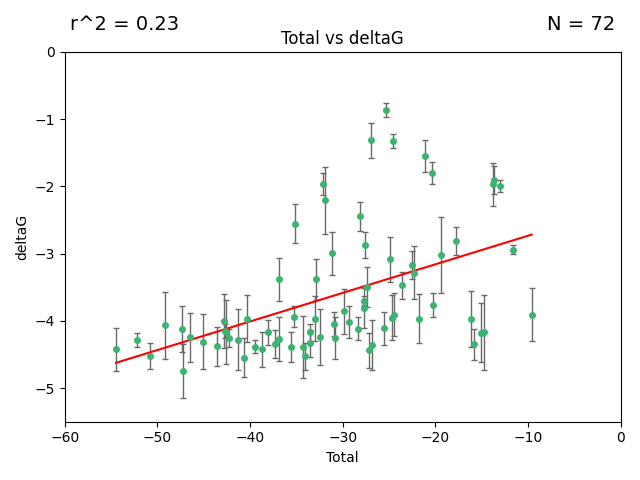 r^2 = 0.23
N = 72
Total vs deltaG
0
−1
−2
−3
−4
−5
deltaG
−60
−50
−40
−30
−20
−10
0
Total